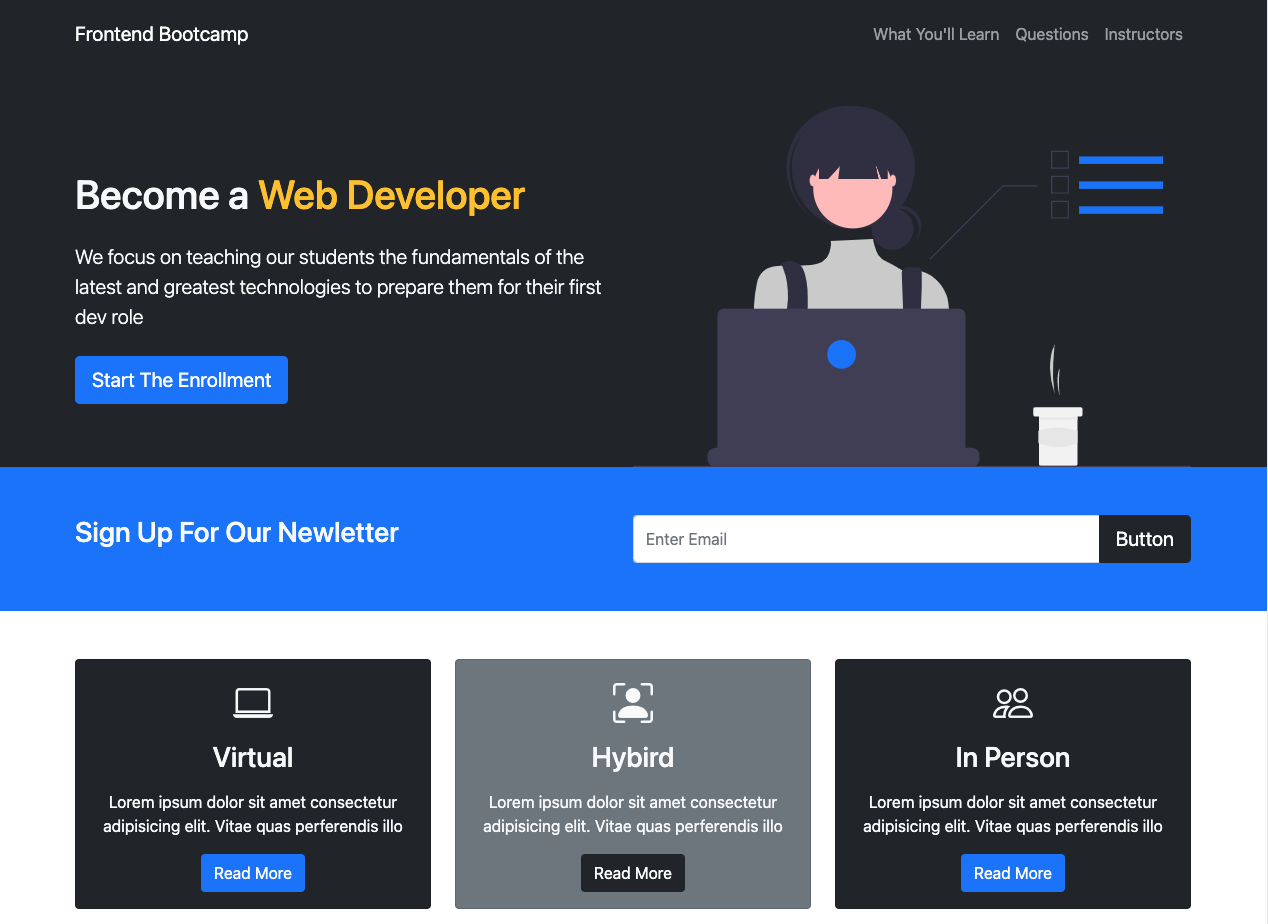 Frontend Bootcamp
What You'll Learn Questions Instructors
Become a Web Developer
We focus on teaching our students the fundamentals of the
latest and greatest technologies to prepare them for their first
dev role
Start The Enrollment
Sign Up For Our Newletter
Enter Email
Button
Virtual
Lorem ipsum dolor sit amet consectetur
adipisicing elit. Vitae quas perferendis illo
Read More
Hybird
Lorem ipsum dolor sit amet consectetur
adipisicing elit. Vitae quas perferendis illo
Read More
In Person
Lorem ipsum dolor sit amet consectetur
adipisicing elit. Vitae quas perferendis illo
Read More